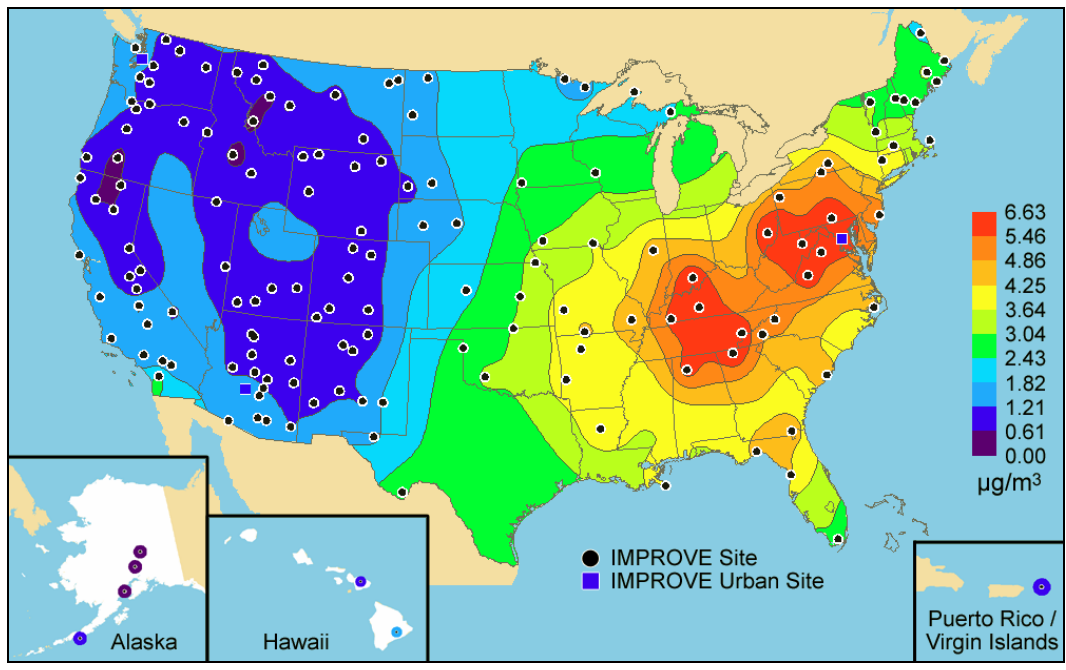 6.63
5.46
4.86
4.25
3.64
3.04
2.43
1.82
1.21
0.61
0.00
µg/m³
IMPROVE Site
IMPROVE Urban Site
Alaska
Hawaii
Puerto Rico /
Virgin Islands